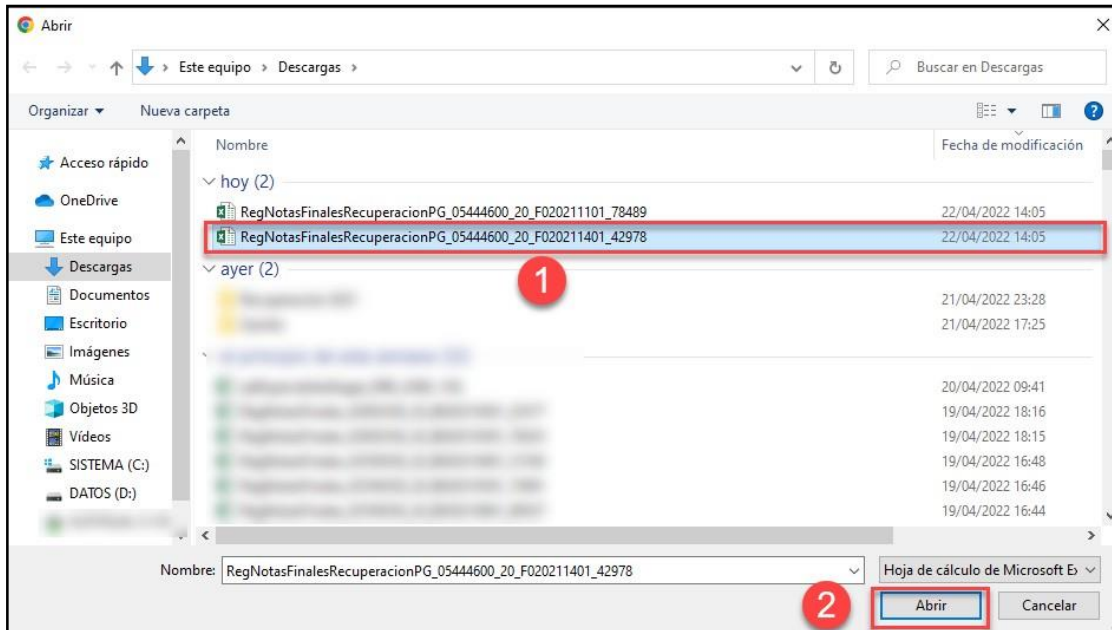 Abrir
Este equipo > Descargas >
Buscar en Descargas
Organizar
Nueva carpeta
Nombre
Fecha de modificación
Acceso rápido
OneDrive
Este equipo
Descargas
Documentos
Escritorio
Imágenes
Música
Objetos 3D
Vídeos
SISTEMA (C:)
DATOS (D:)
hoy (2)
RegNotasFinalesRecuperacionPG_05444600_20_F020211101_78489 22/04/2022 14:05
RegNotasFinalesRecuperacionPG_05444600_20_F020211401_42978 22/04/2022 14:05
1
ayer (2)
21/04/2022 23:28
21/04/2022 17:25
20/04/2022 09:41
19/04/2022 18:16
19/04/2022 18:15
19/04/2022 16:48
19/04/2022 16:46
19/04/2022 16:44
Nombre: RegNotasFinalesRecuperacionPG_05444600_20_F020211401_42978
Hoja de cálculo de Microsoft Ex
2
Abrir
Cancelar